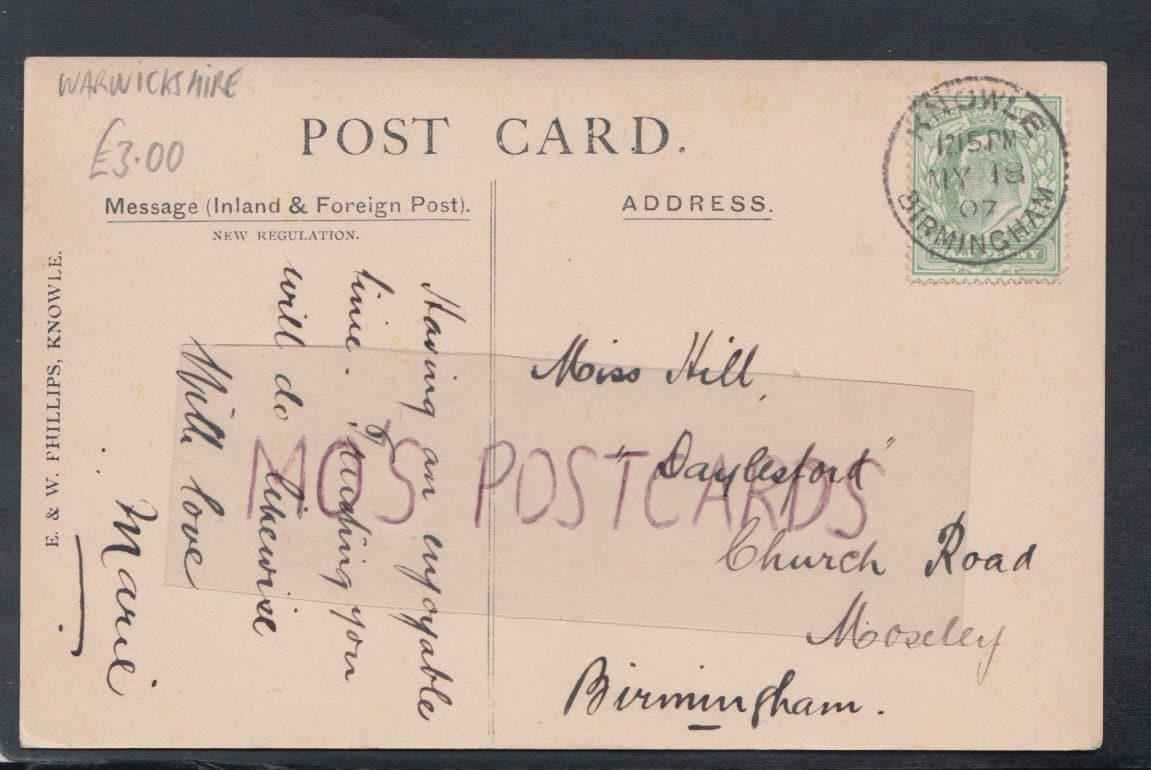 WARWICKSHIRE
£3.00
POST CARD.
Message (Inland & Foreign Post).
NEW REGULATION.
ADDRESS.
KNOWLE
12.15.PM
MY 18
07
BIRMINGHAM
E. & W. PHILLIPS, KNOWLE.
Having an enjoyable
time. Trusting you
will do likewise
With love
Marie
Miss Hill,
"Daylesford"
Church Road
Moseley
Birmingham.
MO'S POSTCARDS